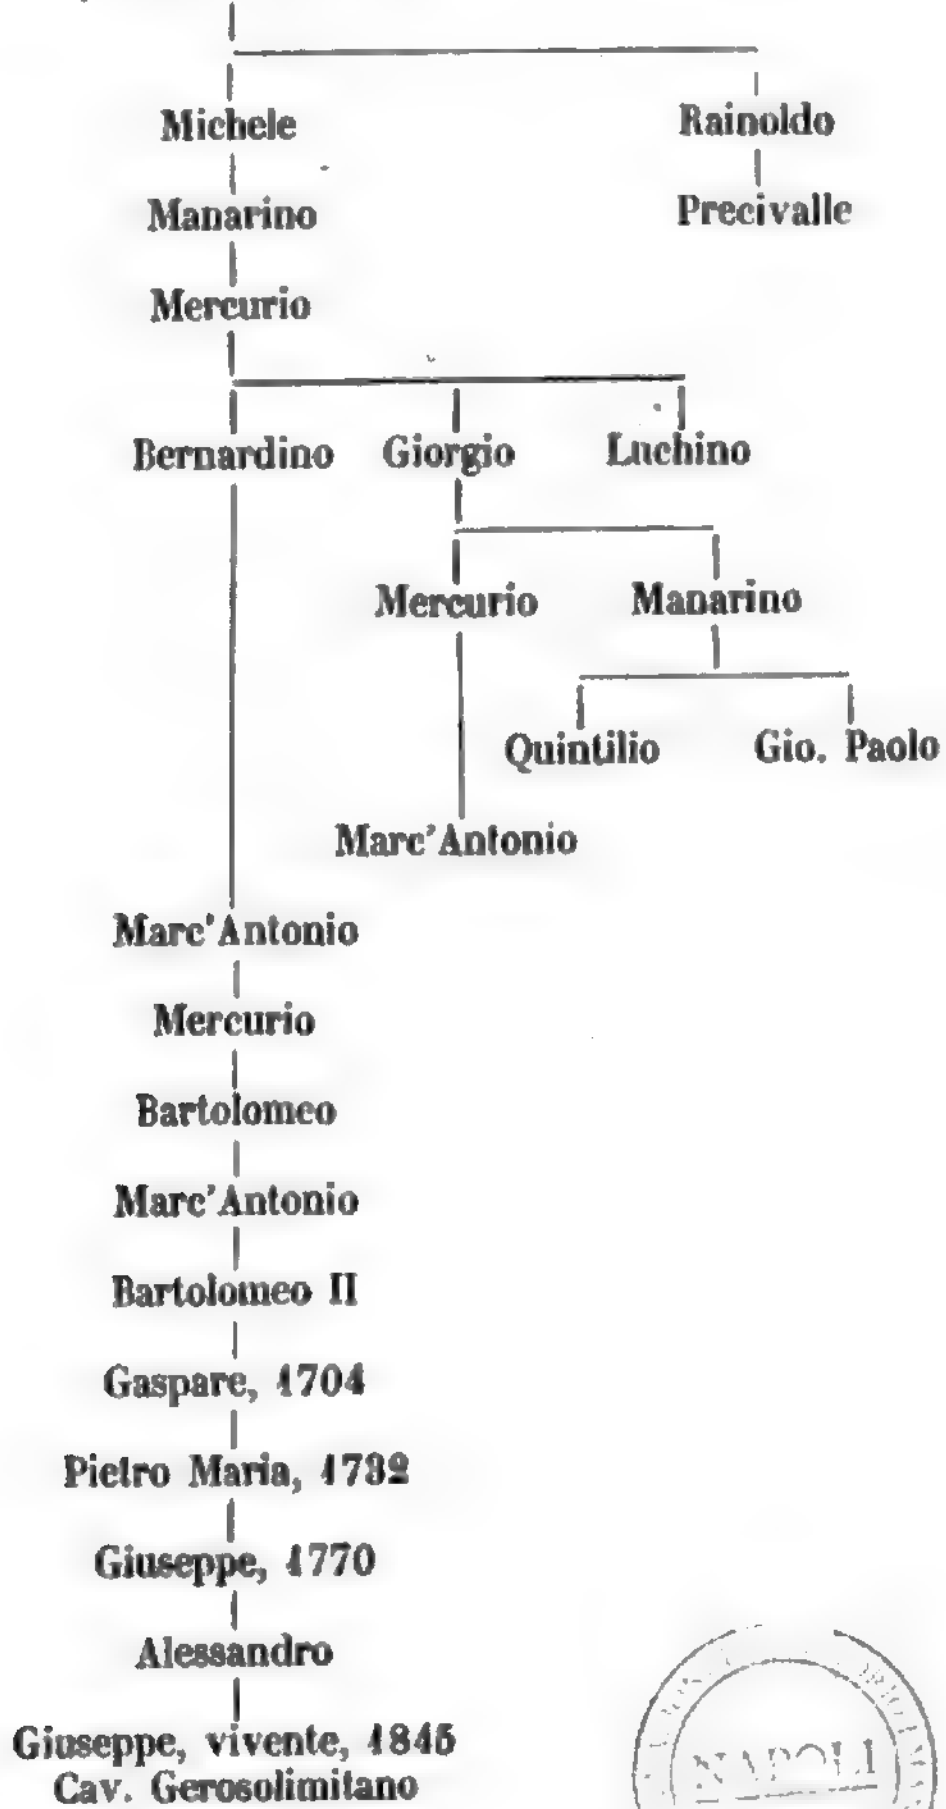 Michele Rainoldo
Manarino Precivalle
Mercurio
Bernardino Giorgio Luchino
Mercurio Manarino
Quintilio Gio. Paolo
Marc'Antonio
Marc'Antonio
Mercurio
Bartolomeo
Marc'Antonio
Bartolomeo II
Gaspare, 1704
Pietro Maria, 1732
Giuseppe, 1770
Alessandro
Giuseppe, vivente, 1845
Cav. Gerosolimitano
NAPOLI